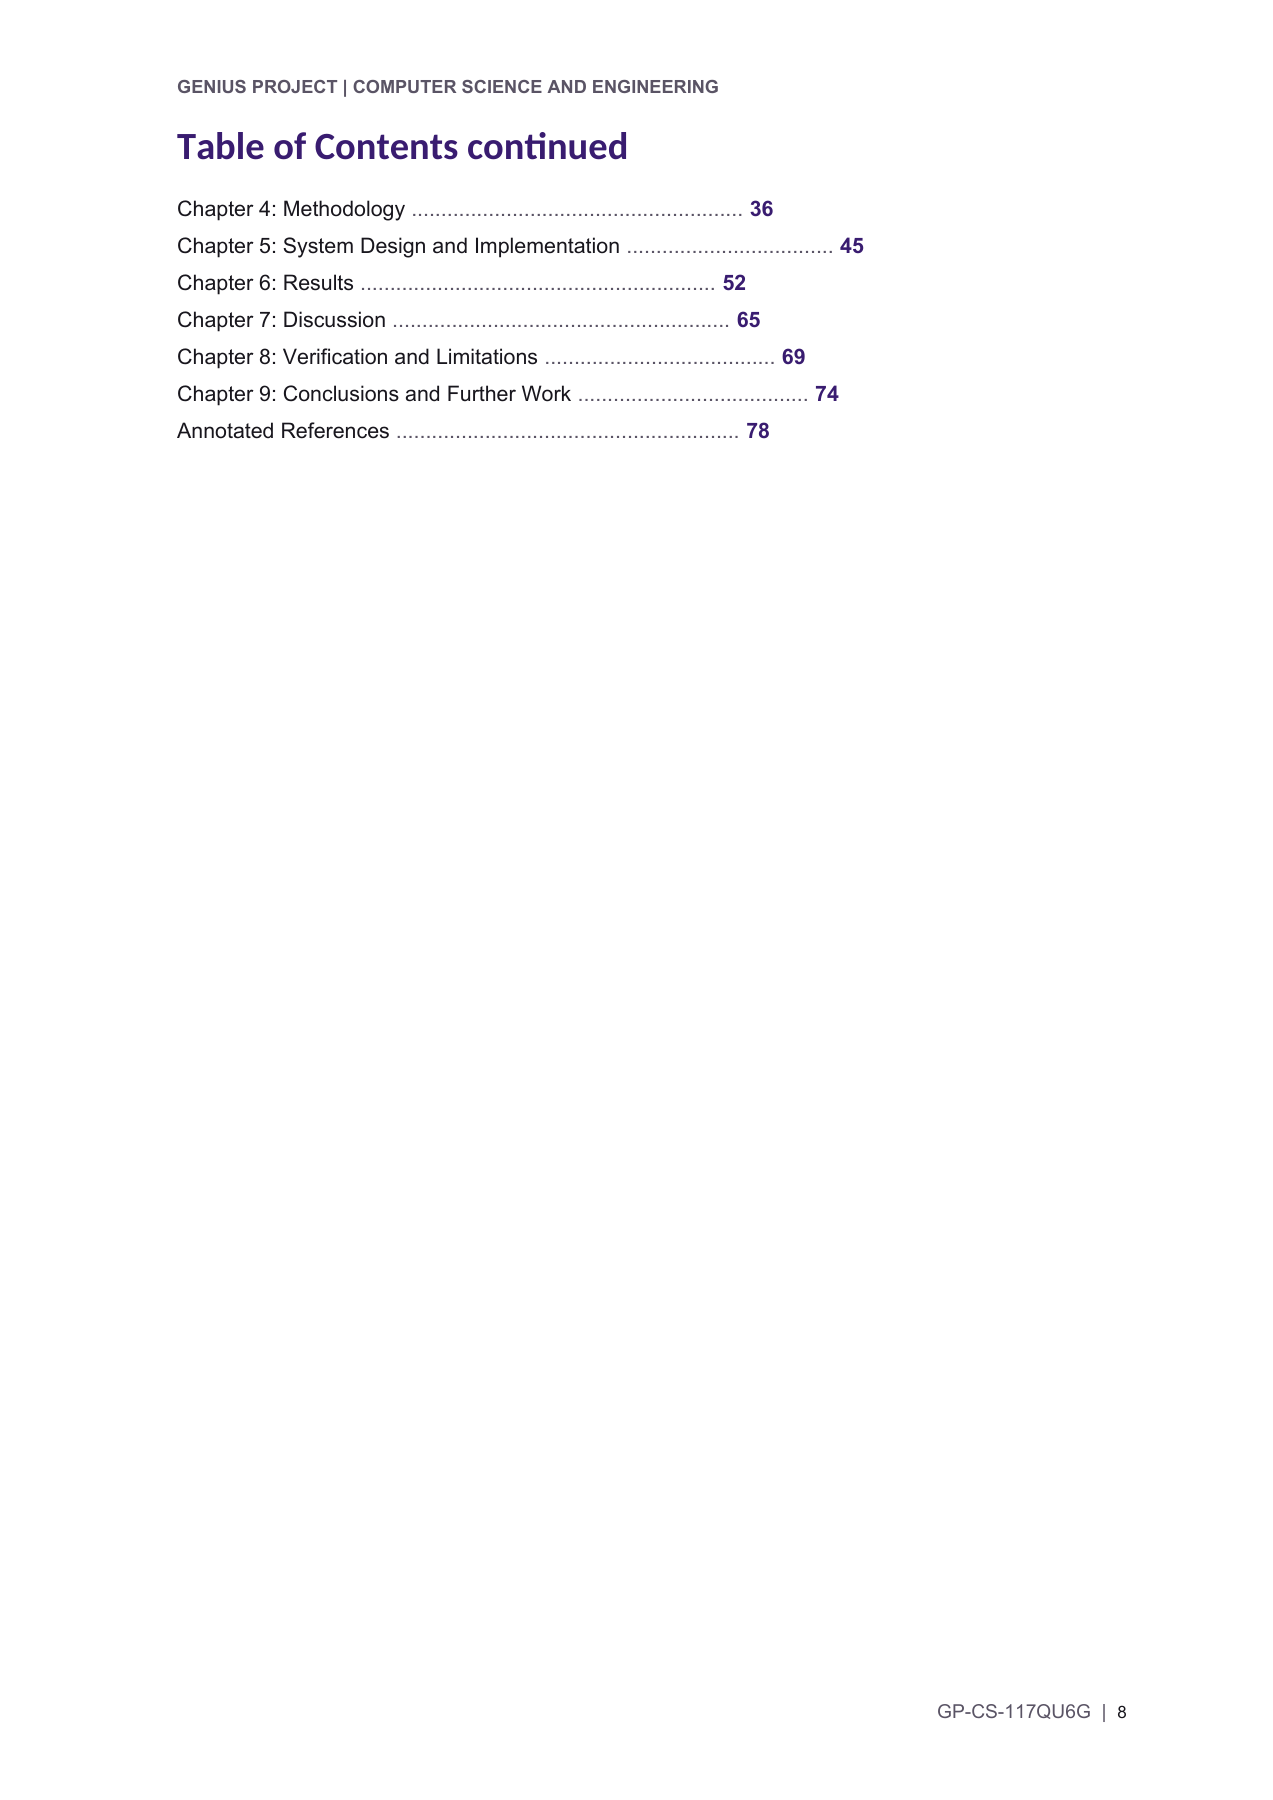 GENIUS PROJECT | COMPUTER SCIENCE AND ENGINEERING
Table of Contents continued
Chapter 4: Methodology ........................................................ 36
Chapter 5: System Design and Implementation ................................... 45
Chapter 6: Results ............................................................ 52
Chapter 7: Discussion ......................................................... 65
Chapter 8: Verification and Limitations ....................................... 69
Chapter 9: Conclusions and Further Work ....................................... 74
Annotated References .......................................................... 78
GP-CS-117QU6G | 8